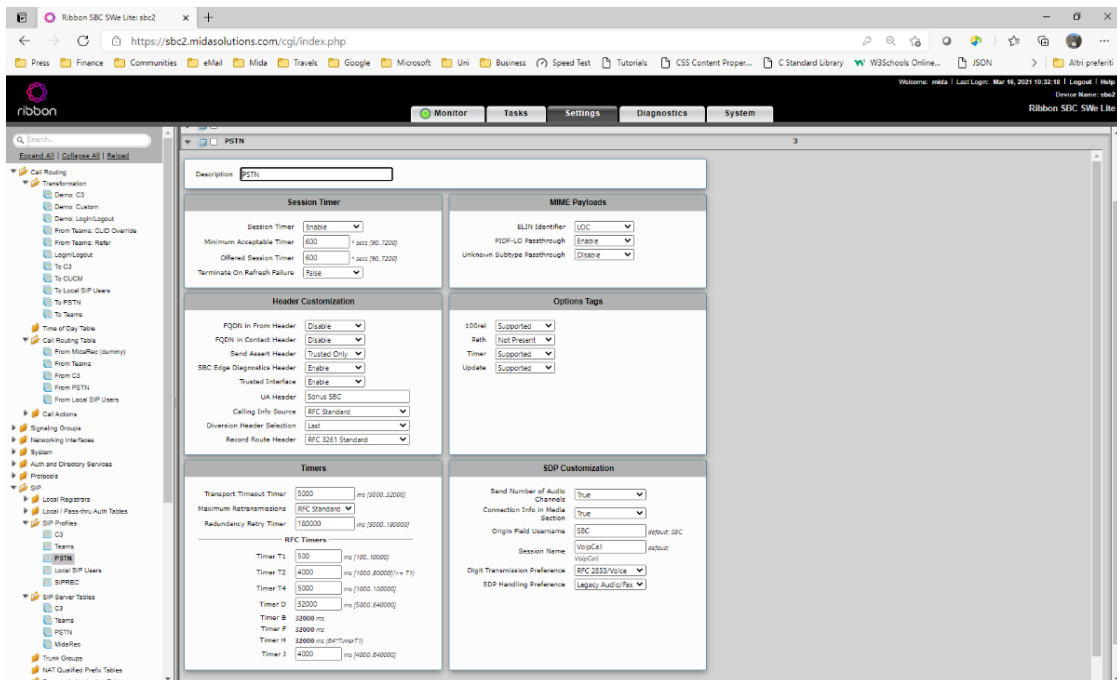 Ribbon SBC SWe Lite: sbc2
https://sbc2.midasolutions.com/cgi/index.php
Press Finance Communities eMail Mida Travels Google Microsoft Uni Business Speed Test Tutorials CSS Content Proper... C Standard Library W3Schools Online... JSON Altri preferiti
Welcome: mida | Last Login: Mar 16, 2021 10:32:18 | Logout | Help
Device Name: sbc2
ribbon
Ribbon SBC SWe Lite
Monitor Tasks Settings Diagnostics System
Search...
Expand All | Collapse All | Reload
Call Routing
Transformation
Demo: C3
Demo: Custom
Demo: Login/Logout
From Teams: CLID Override
From Teams: Refer
Login/Logout
To C3
To CUCM
To Local SIP Users
To PSTN
To Teams
Time of Day Table
Call Routing Table
From MidaRec (dummy)
From Teams
From C3
From PSTN
From Local SIP Users
Call Actions
Signaling Groups
Networking Interfaces
System
Auth and Directory Services
Protocols
SIP
Local Registrars
Local / Pass-thru Auth Tables
SIP Profiles
C3
Teams
PSTN
Local SIP Users
SIPREC
SIP Server Tables
C3
Teams
PSTN
MidaRec
Trunk Groups
NAT Qualified Prefix Tables
PSTN 3
Description PSTN
Session Timer
Session Timer Enable
Minimum Acceptable Timer 600 * secs [90..7200]
Offered Session Timer 600 * secs [90..7200]
Terminate On Refresh Failure False
MIME Payloads
ELIN Identifier LOC
PIDF-LO Passthrough Enable
Unknown Subtype Passthrough Disable
Header Customization
FQDN in From Header Disable
FQDN in Contact Header Disable
Send Assert Header Trusted Only
SBC Edge Diagnostics Header Enable
Trusted Interface Enable
UA Header Sonus SBC
Calling Info Source RFC Standard
Diversion Header Selection Last
Record Route Header RFC 3261 Standard
Options Tags
100rel Supported
Path Not Present
Timer Supported
Update Supported
Timers
Transport Timeout Timer 5000 ms [5000..32000]
Maximum Retransmissions RFC Standard
Redundancy Retry Timer 180000 ms [5000..180000]
RFC Timers
Timer T1 500 ms [100..10000]
Timer T2 4000 ms [1000..80000](>= T1)
Timer T4 5000 ms [1000..100000]
Timer D 32000 ms [5000..640000]
Timer B 32000 ms
Timer F 32000 ms
Timer H 32000 ms (64*TimerT1)
Timer J 4000 ms [4000..640000]
SDP Customization
Send Number of Audio
Channels True
Connection Info in Media
Section True
Origin Field Username SBC default: SBC
Session Name VoipCall default:
VoipCall
Digit Transmission Preference RFC 2833/Voice
SDP Handling Preference Legacy Audio/Fax